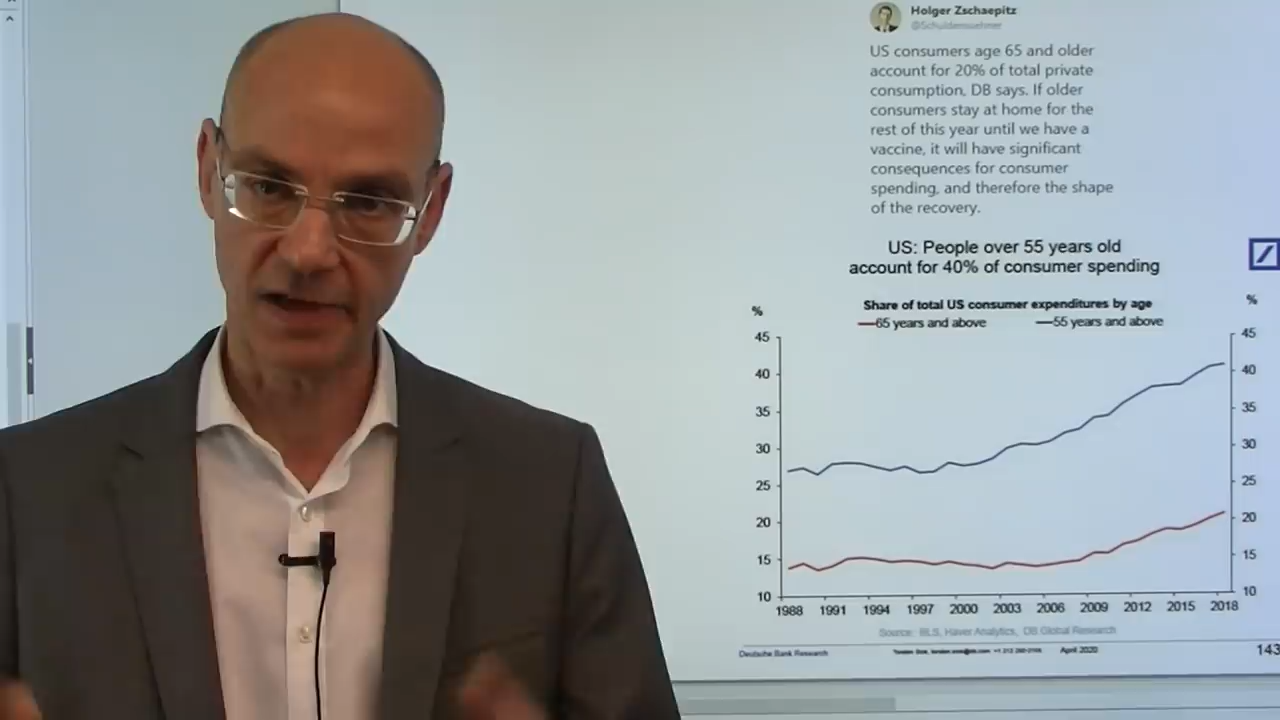 Holger Zschaepitz
@Schuldensuehner
US consumers age 65 and older
account for 20% of total private
consumption, DB says. If older
consumers stay at home for the
rest of this year until we have a
vaccine, it will have significant
consequences for consumer
spending, and therefore the shape
of the recovery.
US: People over 55 years old
account for 40% of consumer spending
Share of total US consumer expenditures by age
65 years and above
55 years and above
% %
45 45
40 40
35 35
30 30
25 25
20 20
15 15
10 10
1988 1991 1994 1997 2000 2003 2006 2009 2012 2015 2018
Source: BLS, Haver Analytics, DB Global Research
Deutsche Bank Research April 2020 143